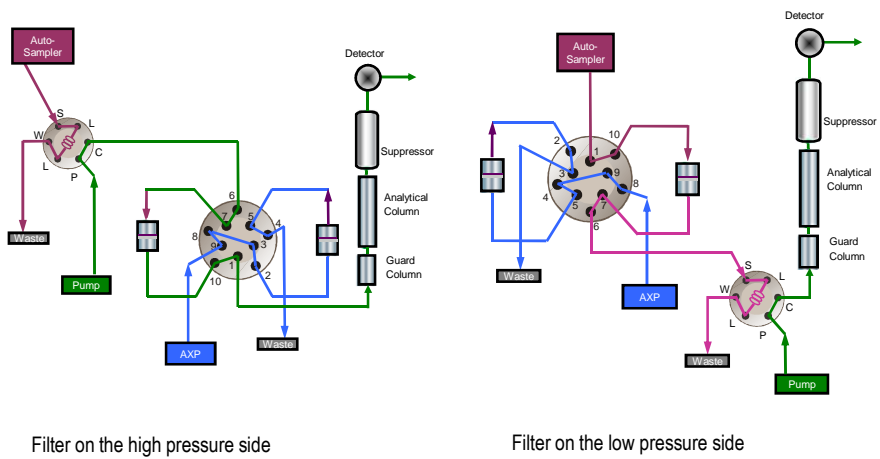 Auto-
Sampler
S
L
W
C
L
P
Waste
Pump
Detector
Suppressor
Analytical
Column
Guard
Column
6
7
5
4
8
9
3
10
1
2
AXP
Waste
Filter on the high pressure side
Auto-
Sampler
Detector
Suppressor
Analytical
Column
Guard
Column
2
1
10
3
9
4
8
5
7
6
Waste
AXP
S
L
W
C
L
P
Waste
Pump
Filter on the low pressure side